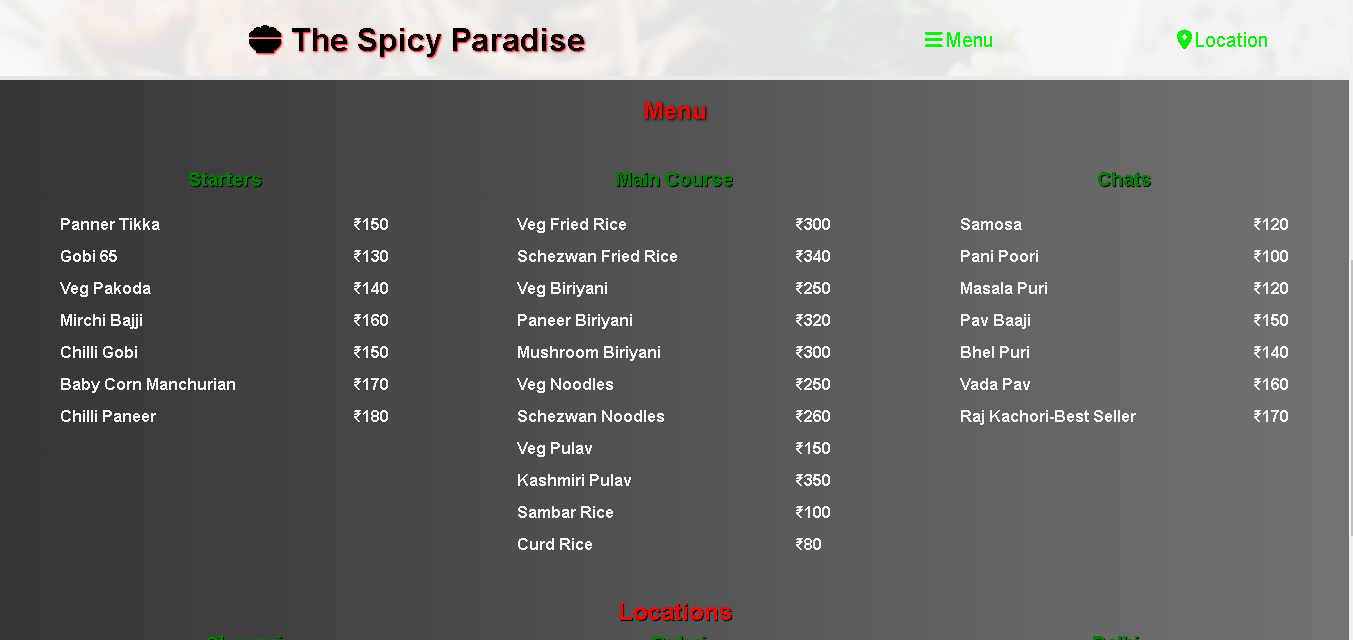 The Spicy Paradise
Menu
Location
Menu
Starters
Panner Tikka ₹150
Gobi 65 ₹130
Veg Pakoda ₹140
Mirchi Bajji ₹160
Chilli Gobi ₹150
Baby Corn Manchurian ₹170
Chilli Paneer ₹180
Main Course
Veg Fried Rice ₹300
Schezwan Fried Rice ₹340
Veg Biriyani ₹250
Paneer Biriyani ₹320
Mushroom Biriyani ₹300
Veg Noodles ₹250
Schezwan Noodles ₹260
Veg Pulav ₹150
Kashmiri Pulav ₹350
Sambar Rice ₹100
Curd Rice ₹80
Chats
Samosa ₹120
Pani Poori ₹100
Masala Puri ₹120
Pav Baaji ₹150
Bhel Puri ₹140
Vada Pav ₹160
Raj Kachori-Best Seller ₹170
Locations